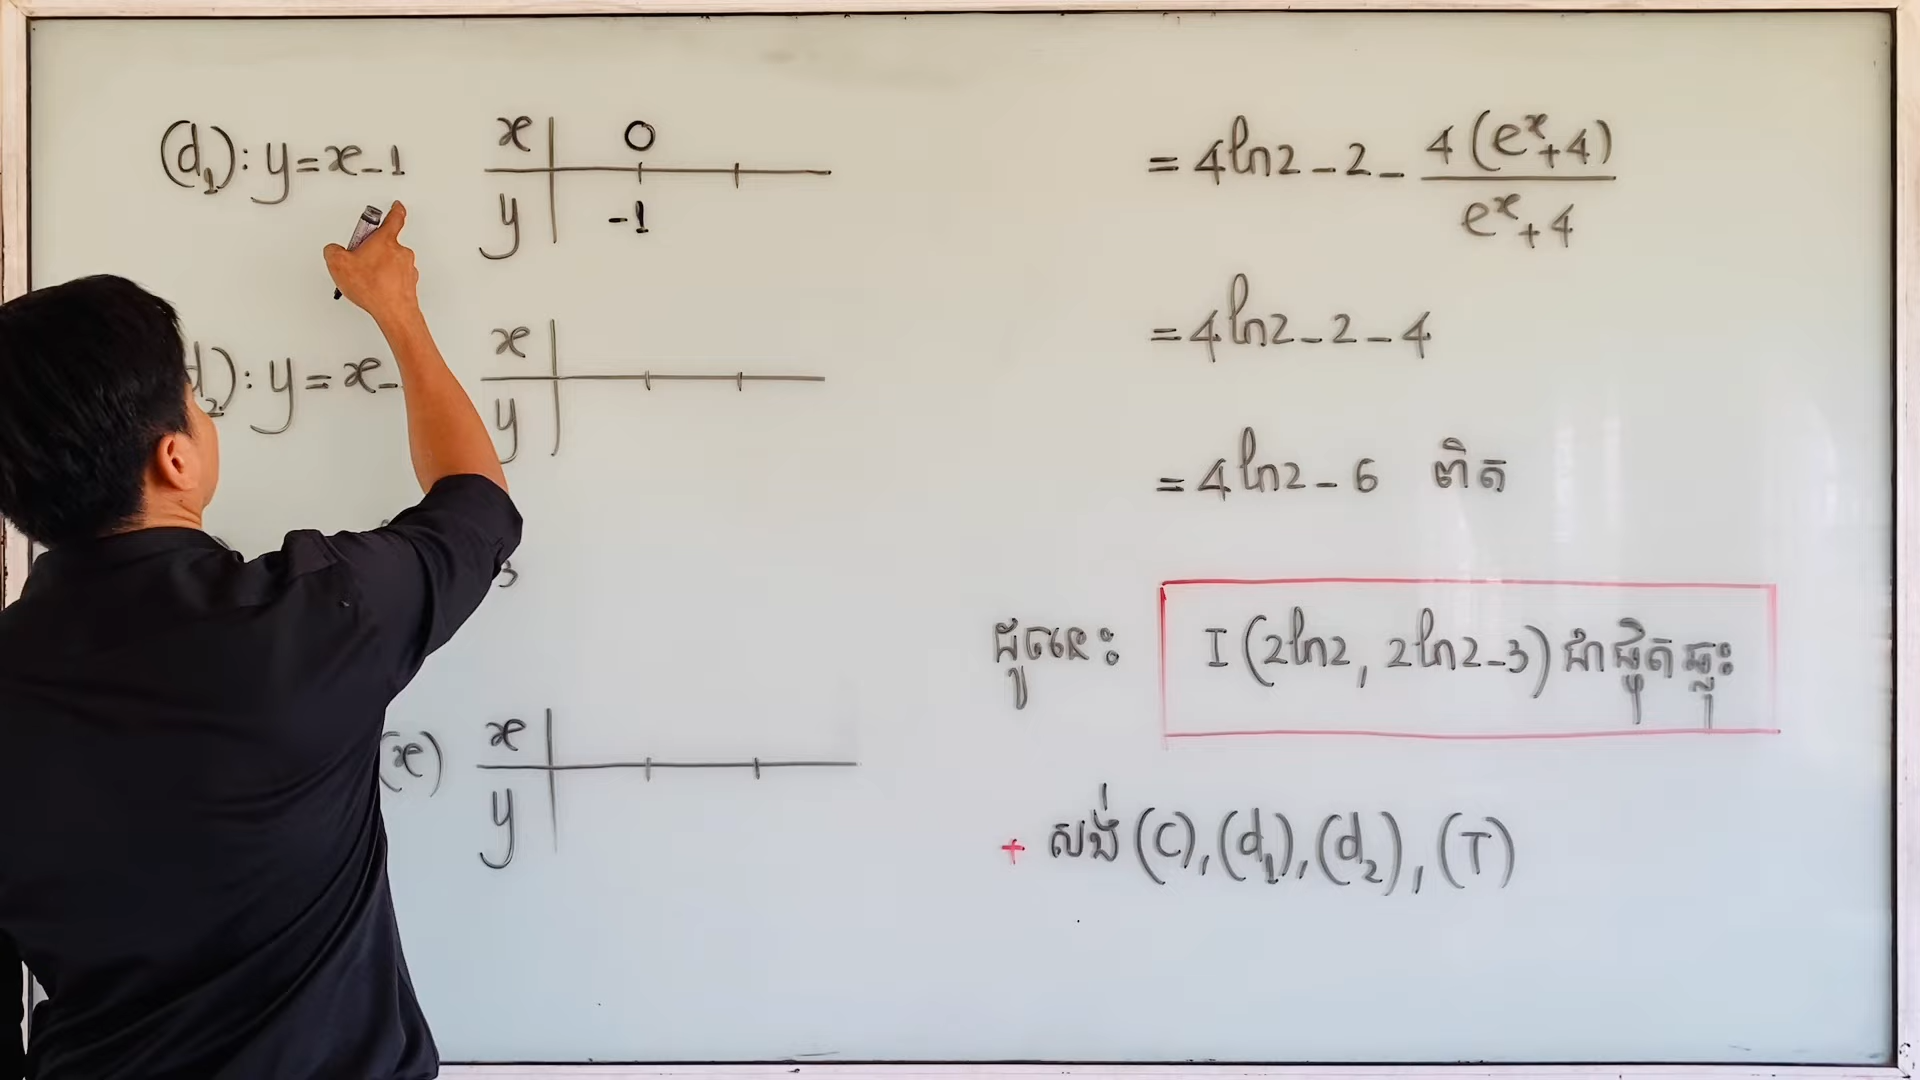 (d₁): y = x - 1
x | 0
y | -1
d₂): y = x -
x
y
3
(x)
x
y
= 4ln2 - 2 - 4(eˣ + 4) / eˣ + 4
= 4ln2 - 2 - 4
= 4ln2 - 6 ពិត
ដូចនេះ: I (2ln2, 2ln2 - 3) ជាផ្ចិតឆ្លុះ
+ សង់ (C), (d₁), (d₂), (T)